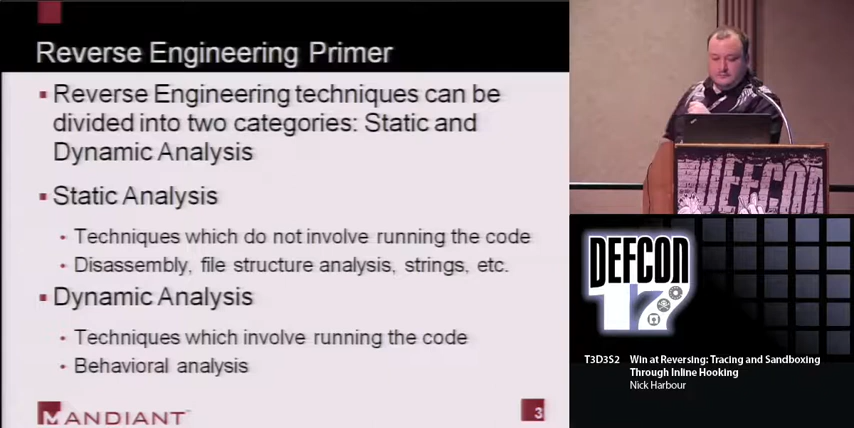 Reverse Engineering Primer
▪ Reverse Engineering techniques can be
divided into two categories: Static and
Dynamic Analysis
▪ Static Analysis
• Techniques which do not involve running the code
• Disassembly, file structure analysis, strings, etc.
▪ Dynamic Analysis
• Techniques which involve running the code
• Behavioral analysis
MANDIANT
3
DEFCON
DEFCON
17
T3D3S2 Win at Reversing: Tracing and Sandboxing
Through Inline Hooking
Nick Harbour